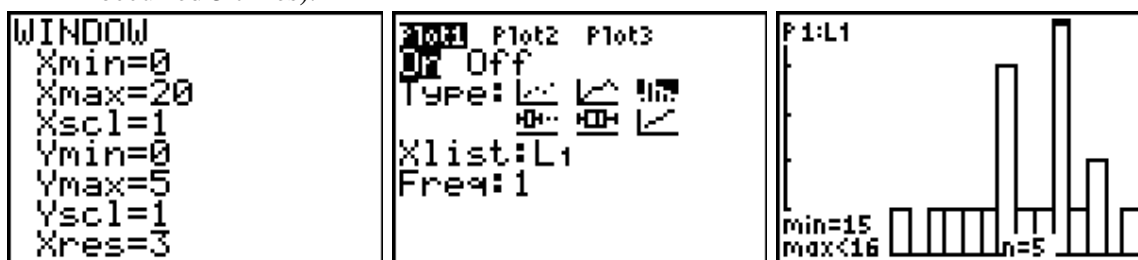 WINDOW
Xmin=0
Xmax=20
Xscl=1
Ymin=0
Ymax=5
Yscl=1
Xres=3
Plot1 Plot2 Plot3
On Off
Type:
Xlist:L1
Freq:1
P1:L1
min=15
max<16 n=5